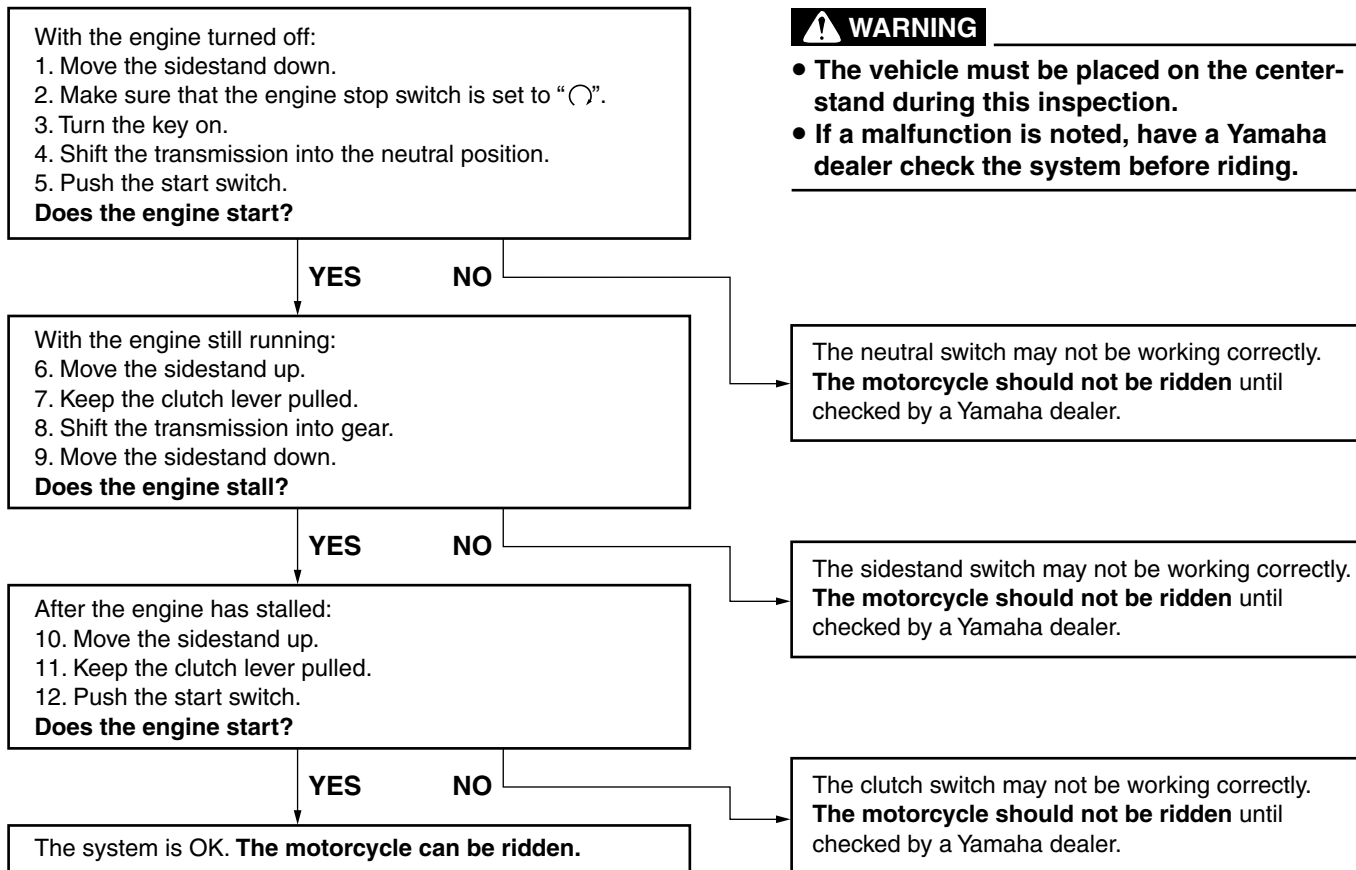 With the engine turned off:
1. Move the sidestand down.
2. Make sure that the engine stop switch is set to “ ”.
3. Turn the key on.
4. Shift the transmission into the neutral position.
5. Push the start switch.
Does the engine start?
WARNING
• The vehicle must be placed on the center-
stand during this inspection.
• If a malfunction is noted, have a Yamaha
dealer check the system before riding.
YES NO
With the engine still running:
6. Move the sidestand up.
7. Keep the clutch lever pulled.
8. Shift the transmission into gear.
9. Move the sidestand down.
Does the engine stall?
The neutral switch may not be working correctly.
The motorcycle should not be ridden until
checked by a Yamaha dealer.
YES NO
After the engine has stalled:
10. Move the sidestand up.
11. Keep the clutch lever pulled.
12. Push the start switch.
Does the engine start?
The sidestand switch may not be working correctly.
The motorcycle should not be ridden until
checked by a Yamaha dealer.
YES NO
The system is OK. The motorcycle can be ridden.
The clutch switch may not be working correctly.
The motorcycle should not be ridden until
checked by a Yamaha dealer.